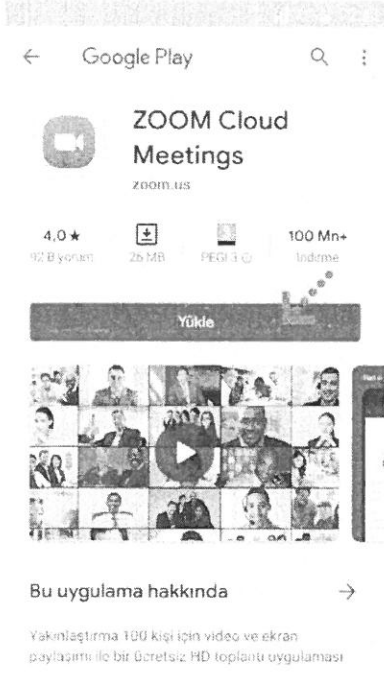 Google Play
ZOOM Cloud
Meetings
zoom.us
4,0★
100 Mn+
92 B yorum
26 MB
PEGI 3
İndirme
Yükle
Bu uygulama hakkında
Yakınlaştırma 100 kişi için video ve ekran
paylaşımı ile bir ücretsiz HD toplantı uygulaması